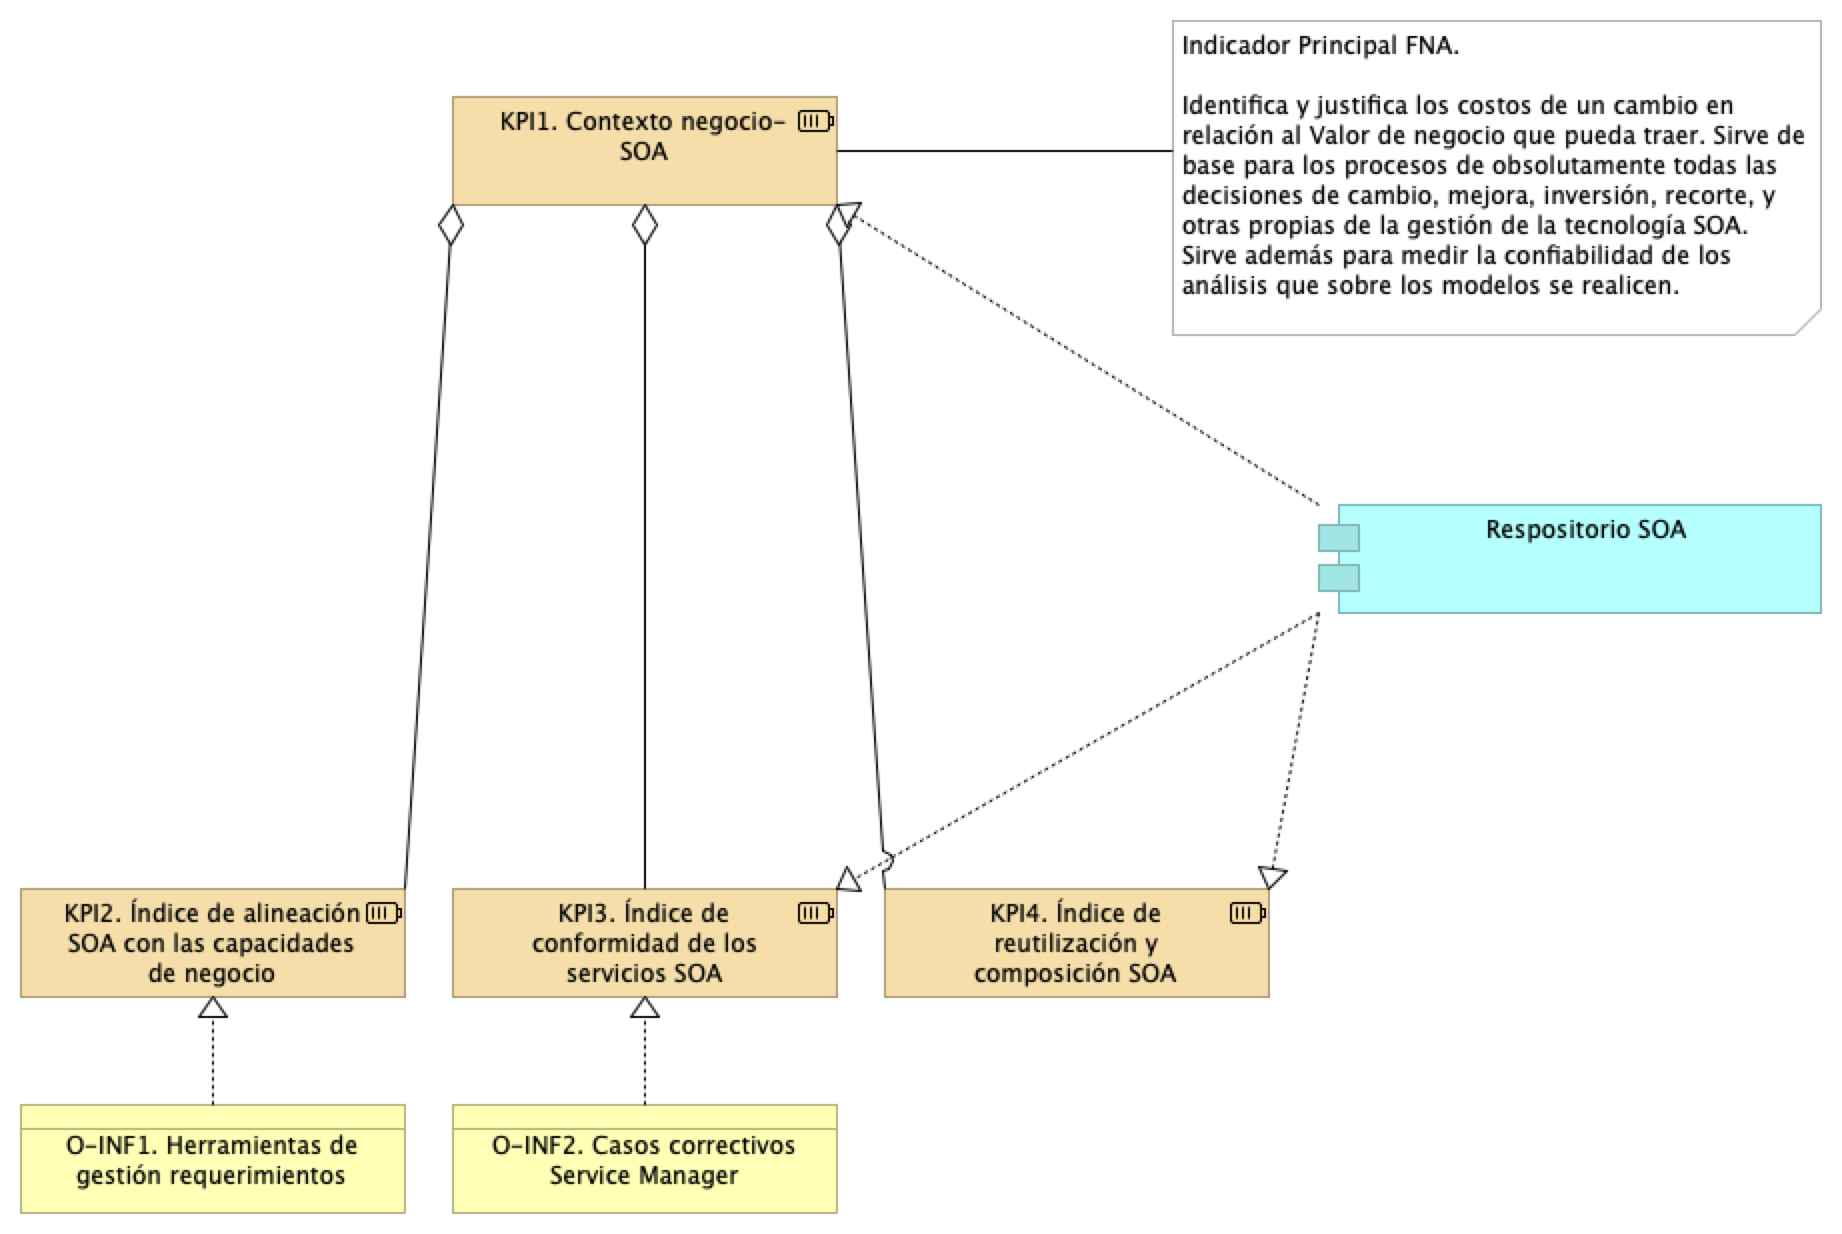 KPI1. Contexto negocio-
SOA
Indicador Principal FNA.
Identifica y justifica los costos de un cambio en
relación al Valor de negocio que pueda traer. Sirve de
base para los procesos de obsolutamente todas las
decisiones de cambio, mejora, inversión, recorte, y
otras propias de la gestión de la tecnología SOA.
Sirve además para medir la confiabilidad de los
análisis que sobre los modelos se realicen.
Respositorio SOA
KPI2. Índice de alineación
SOA con las capacidades
de negocio
KPI3. Índice de
conformidad de los
servicios SOA
KPI4. Índice de
reutilización y
composición SOA
O-INF1. Herramientas de
gestión requerimientos
O-INF2. Casos correctivos
Service Manager